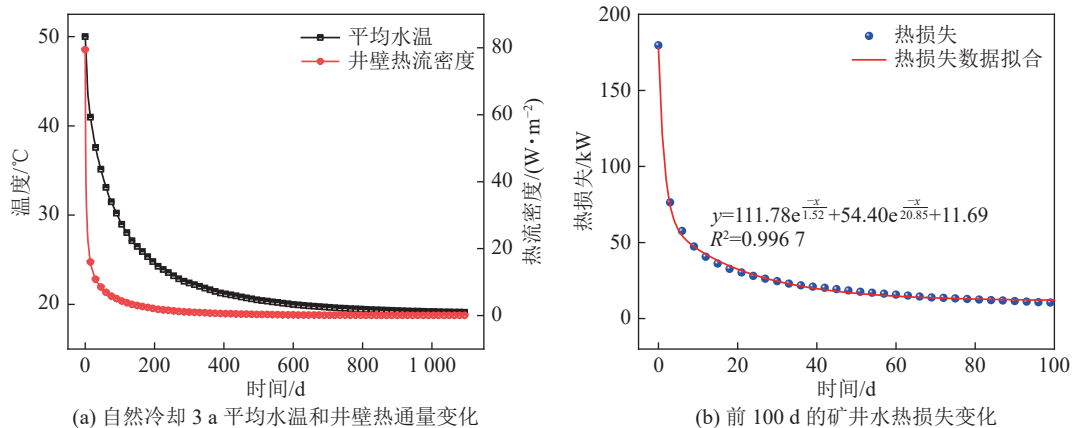 50
40
30
20
温度/℃
平均水温
井壁热流密度
80
60
40
20
0
热流密度/(W·m⁻²)
0 200 400 600 800 1 000
时间/d
(a) 自然冷却 3 a 平均水温和井壁热通量变化
200
150
100
50
0
热损失/kW
热损失
热损失数据拟合
y=111.78e^(-x/1.52)+54.40e^(-x/20.85)+11.69
R²=0.996 7
0 20 40 60 80 100
时间/d
(b) 前 100 d 的矿井水热损失变化